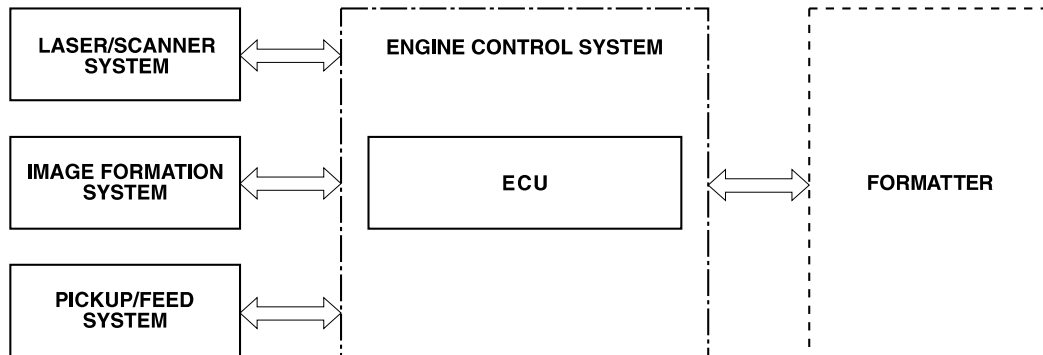 LASER/SCANNER
SYSTEM
ENGINE CONTROL SYSTEM
IMAGE FORMATION
SYSTEM
ECU
FORMATTER
PICKUP/FEED
SYSTEM